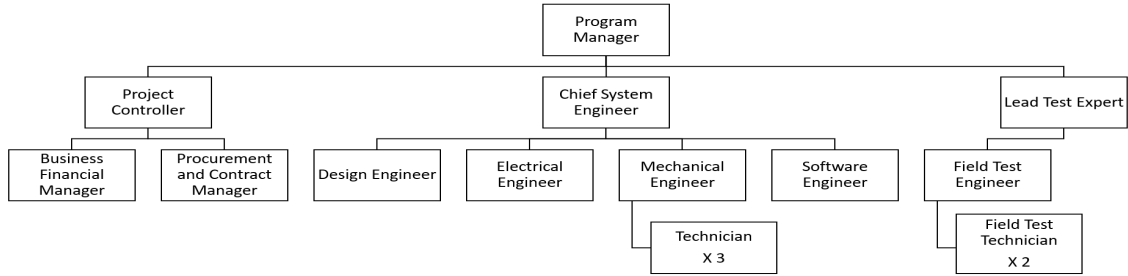 Program
Manager
Project
Controller
Chief System
Engineer
Lead Test Expert
Business
Financial
Manager
Procurement
and Contract
Manager
Design Engineer
Electrical
Engineer
Mechanical
Engineer
Software
Engineer
Field Test
Engineer
Technician
X 3
Field Test
Technician
X 2